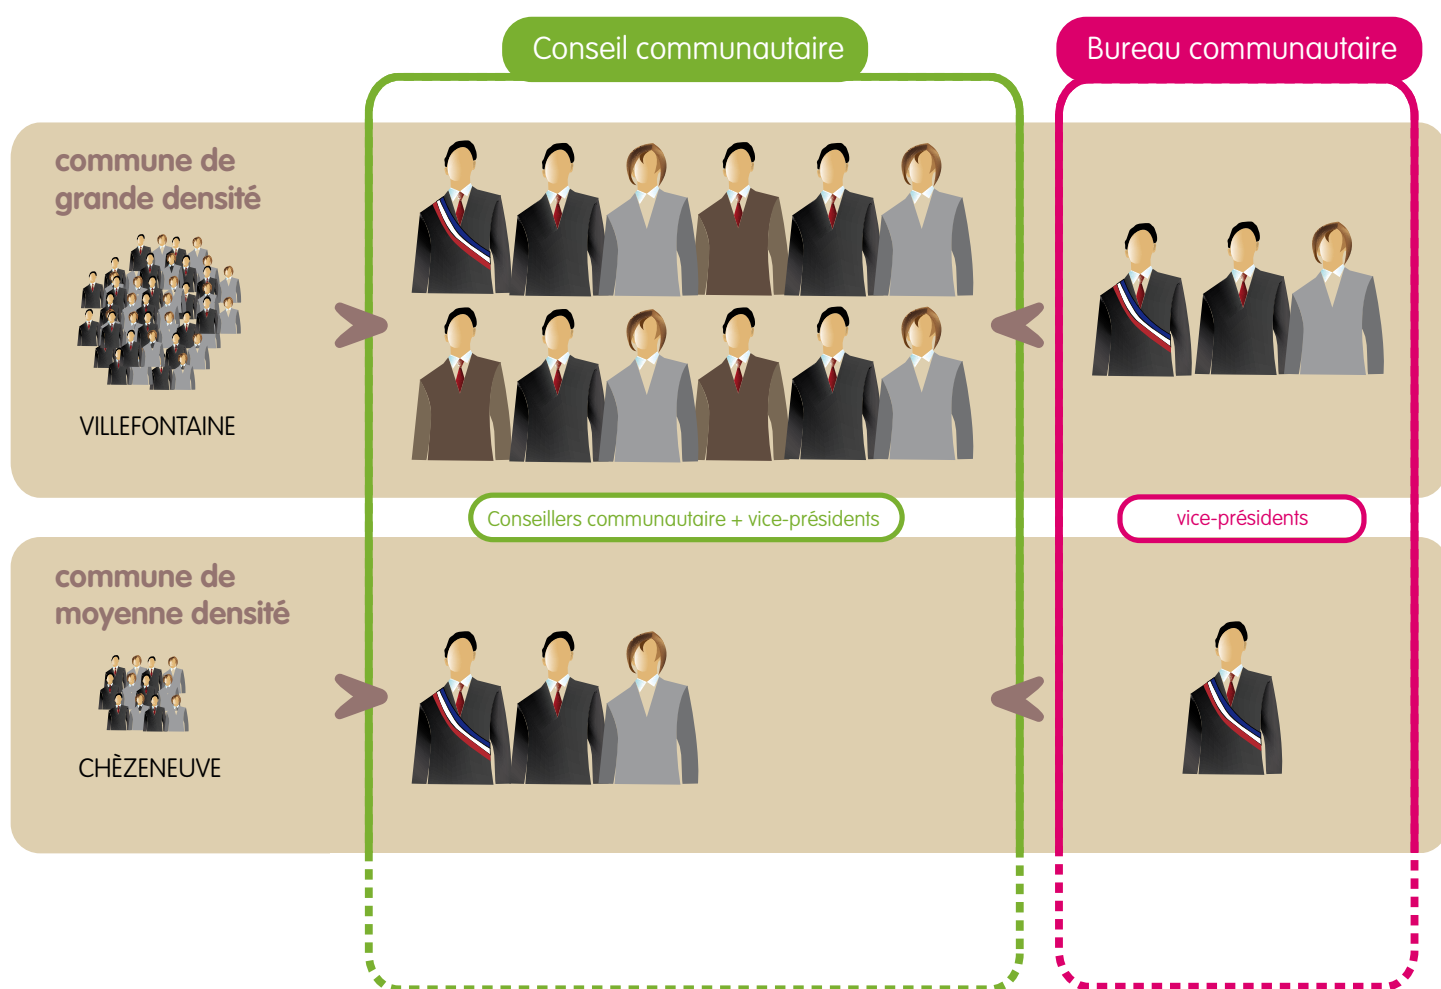 Conseil communautaire
Bureau communautaire
commune de
grande densité
VILLEFONTAINE
Conseillers communautaire + vice-présidents
vice-présidents
commune de
moyenne densité
CHÈZENEUVE